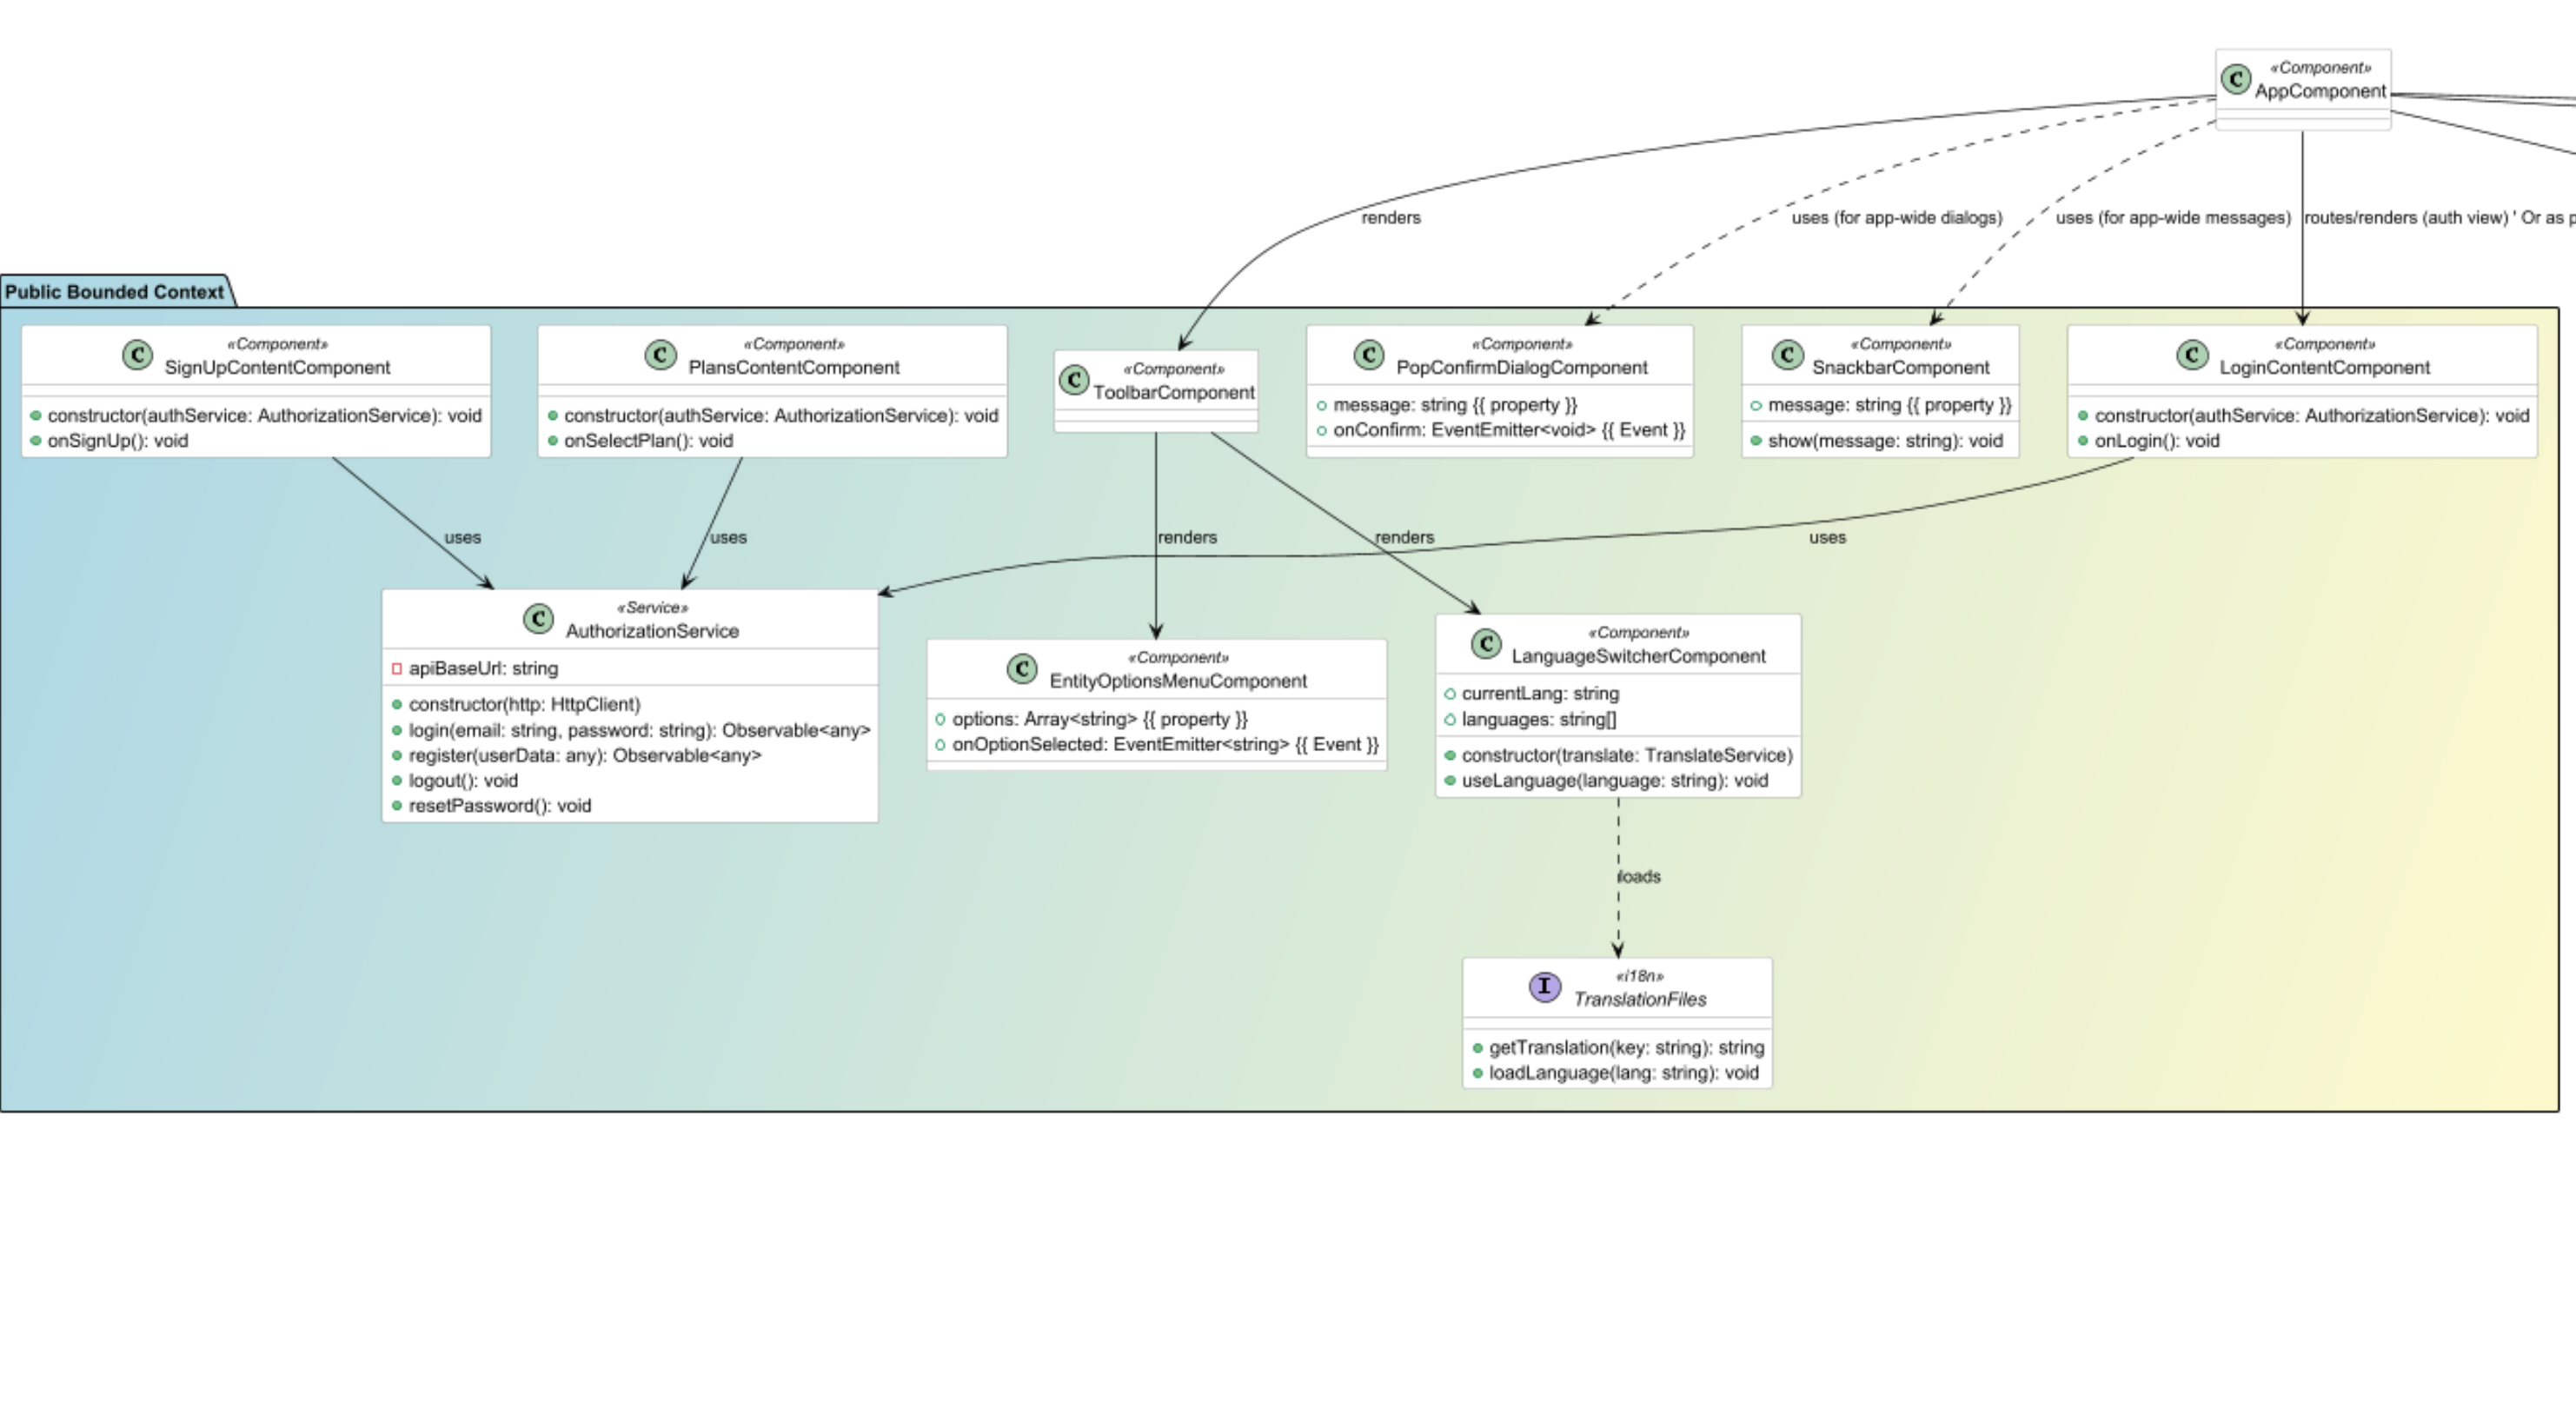 «Component»
AppComponent
renders
uses (for app-wide dialogs)
uses (for app-wide messages)
routes/renders (auth view) ' Or as p
Public Bounded Context
«Component»
SignUpContentComponent
constructor(authService: AuthorizationService): void
onSignUp(): void
«Component»
PlansContentComponent
constructor(authService: AuthorizationService): void
onSelectPlan(): void
«Component»
ToolbarComponent
«Component»
PopConfirmDialogComponent
message: string {{ property }}
onConfirm: EventEmitter<void> {{ Event }}
«Component»
SnackbarComponent
message: string {{ property }}
show(message: string): void
«Component»
LoginContentComponent
constructor(authService: AuthorizationService): void
onLogin(): void
uses
uses
renders
renders
uses
«Service»
AuthorizationService
apiBaseUrl: string
constructor(http: HttpClient)
login(email: string, password: string): Observable<any>
register(userData: any): Observable<any>
logout(): void
resetPassword(): void
«Component»
EntityOptionsMenuComponent
options: Array<string> {{ property }}
onOptionSelected: EventEmitter<string> {{ Event }}
«Component»
LanguageSwitcherComponent
currentLang: string
languages: string[]
constructor(translate: TranslateService)
useLanguage(language: string): void
loads
«i18n»
TranslationFiles
getTranslation(key: string): string
loadLanguage(lang: string): void